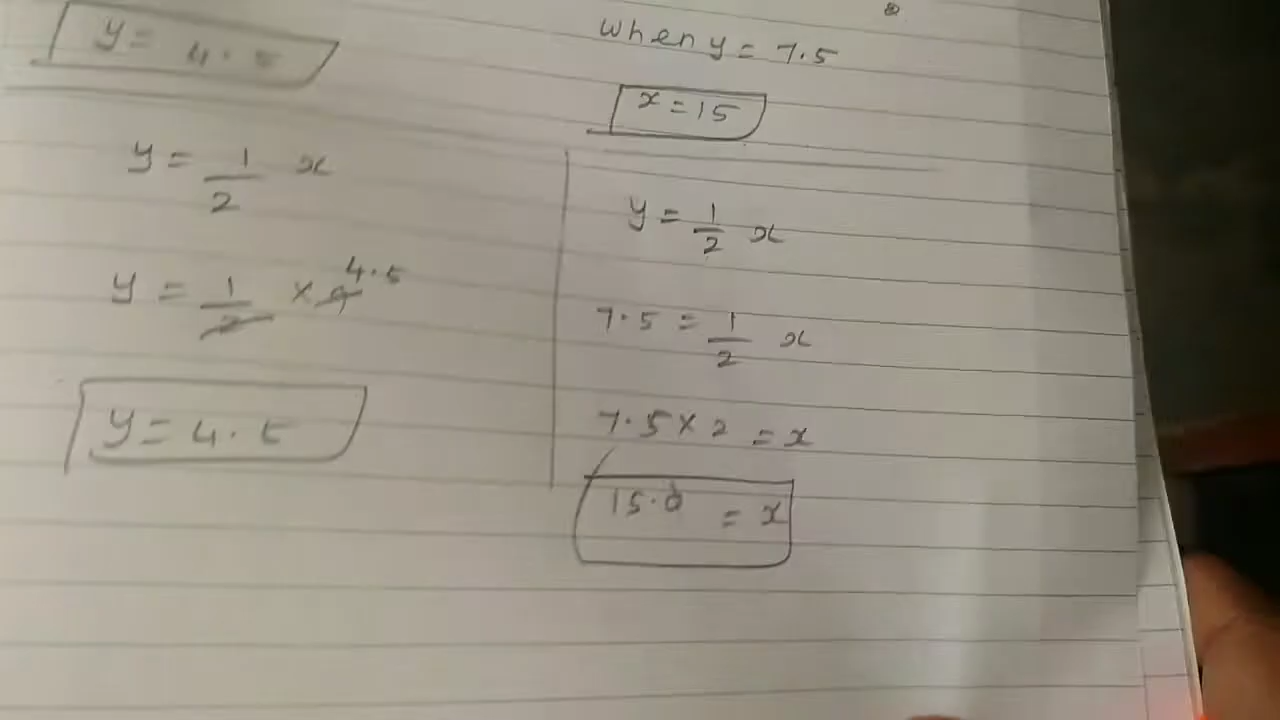 y = 4.5
y = 1/2 x
y = 1/2 × 9 4.5
y = 4.5
when y = 7.5
x = 15
y = 1/2 x
7.5 = 1/2 x
7.5 × 2 = x
15.0 = x